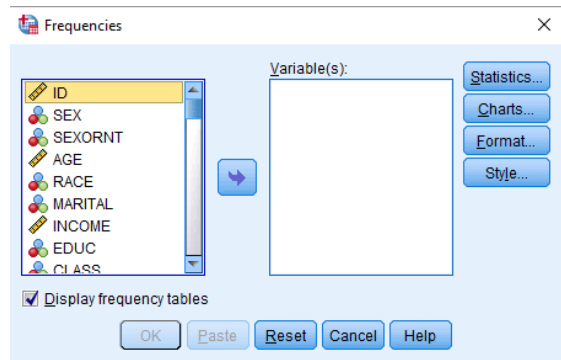 Frequencies
Variable(s):
ID
SEX
SEXORNT
AGE
RACE
MARITAL
INCOME
EDUC
CLASS
Statistics...
Charts...
Format...
Style...
Display frequency tables
OK Paste Reset Cancel Help